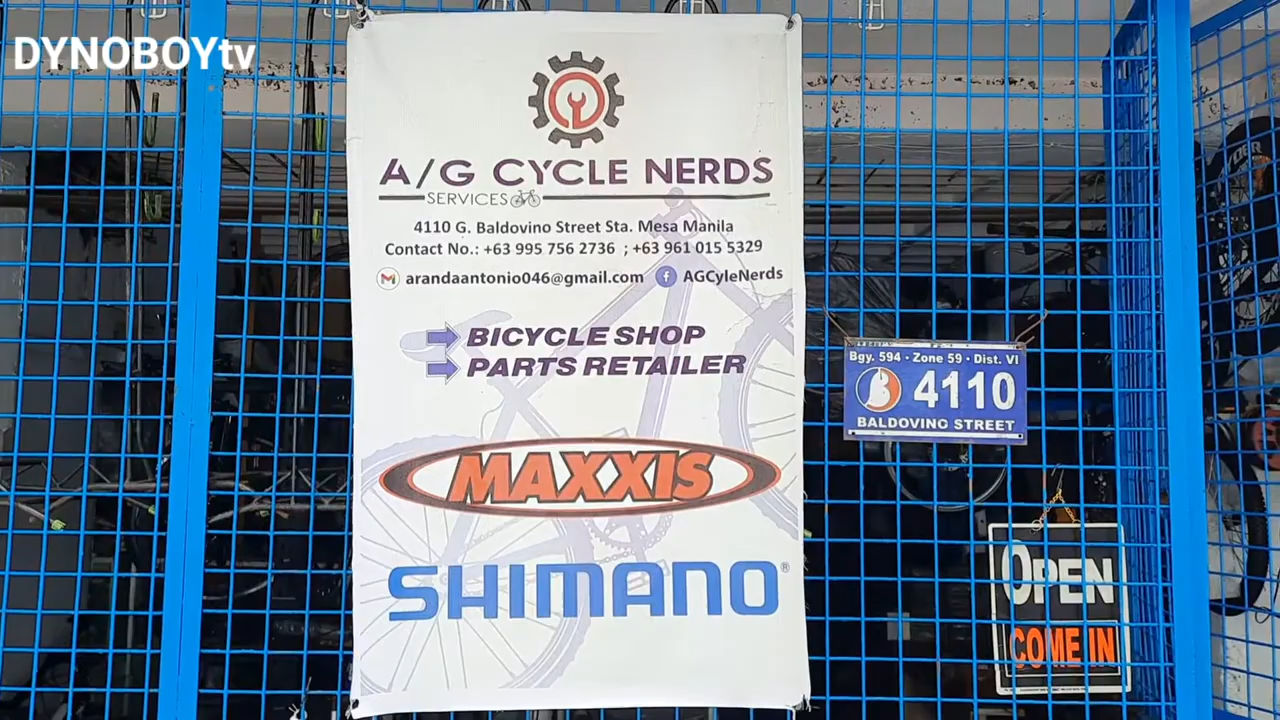 DYNOBOYtv
A/G CYCLE NERDS
SERVICES
4110 G. Baldovino Street Sta. Mesa Manila
Contact No.: +63 995 756 2736 ; +63 961 015 5329
arandaantonio046@gmail.com AGCyleNerds
BICYCLE SHOP
PARTS RETAILER
MAXXIS
SHIMANO®
Bgy. 594 · Zone 59 · Dist. VI
4110
BALDOVINO STREET
OPEN
COME IN